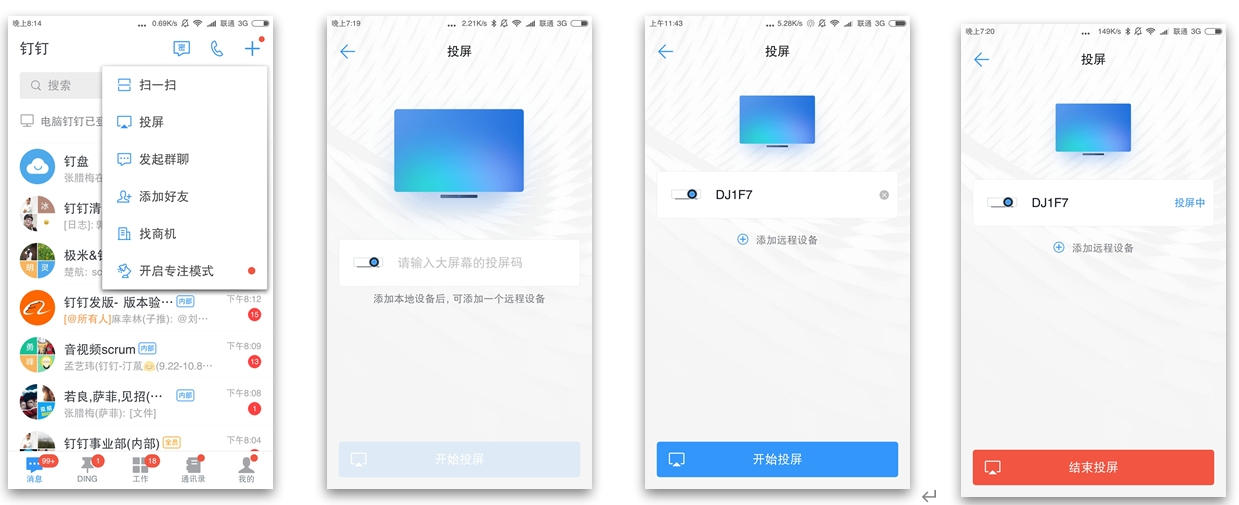 晚上8:14
... 0.69K/s 联通 3G
钉钉
密
扫一扫
搜索
投屏
电脑钉钉已登
发起群聊
钉盘
张腊梅在
添加好友
冰
钉钉清
[日志]:
找商机
极米&
明 灵
楚航: sc
开启专注模式
钉钉发版- 版本验··· 内部
下午8:12
[@所有人]麻幸林(子推): @刘···
15
勇
峰
音视频scrum 内部
下午8:09
孟艺玮(钉钉-汀葳(9.22-10.8···
13
若良,萨菲,见招(··· 内部
下午8:08
张腊梅(萨菲): [文件]
1
钉钉事业部(内部) 全员
下午8:04
99+
1
18
消息
DING
工作
通讯录
我的
晚上7:19
... 2.21K/s 联通 3G
投屏
请输入大屏幕的投屏码
添加本地设备后, 可添加一个远程设备
开始投屏
上午11:43
... 5.28K/s 联通 3G
投屏
DJ1F7
添加远程设备
开始投屏
晚上7:20
... 149K/s 联通 3G
投屏
DJ1F7
投屏中
添加远程设备
结束投屏